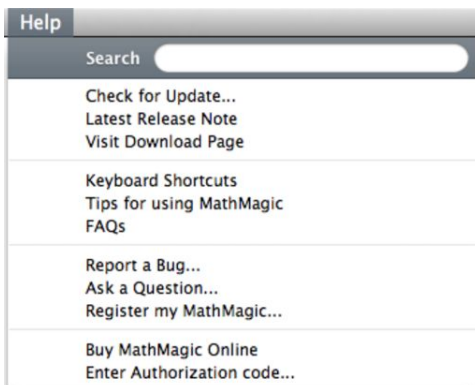 Help
Search
Check for Update...
Latest Release Note
Visit Download Page
Keyboard Shortcuts
Tips for using MathMagic
FAQs
Report a Bug...
Ask a Question...
Register my MathMagic...
Buy MathMagic Online
Enter Authorization code...